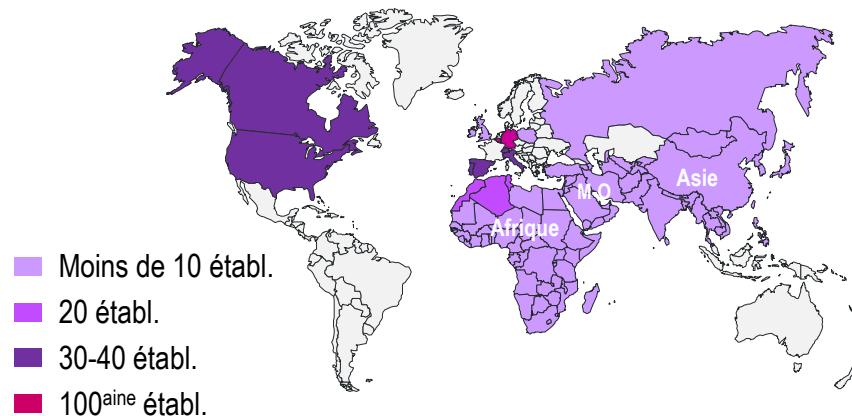 M-O
Asie
Afrique
Moins de 10 établ.
20 établ.
30-40 établ.
100aine établ.